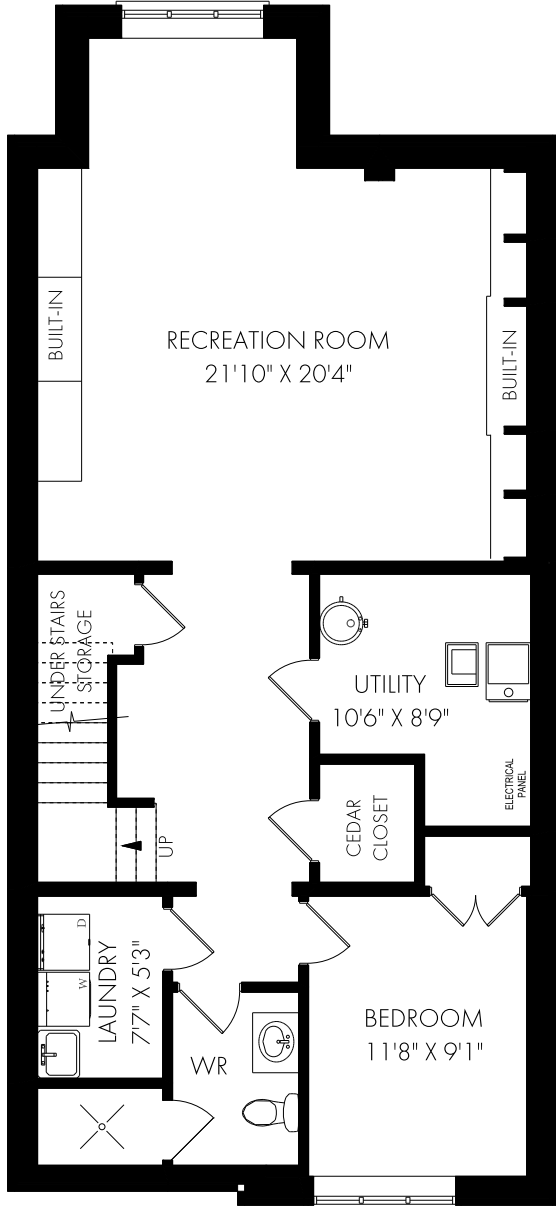 BUILT-IN
RECREATION ROOM
21'10" X 20'4"
BUILT-IN
UNDER STAIRS
STORAGE
UTILITY
10'6" X 8'9"
ELECTRICAL
PANEL
CEDAR
CLOSET
UP
D
W
LAUNDRY
7'7" X 5'3"
WR
BEDROOM
11'8" X 9'1"